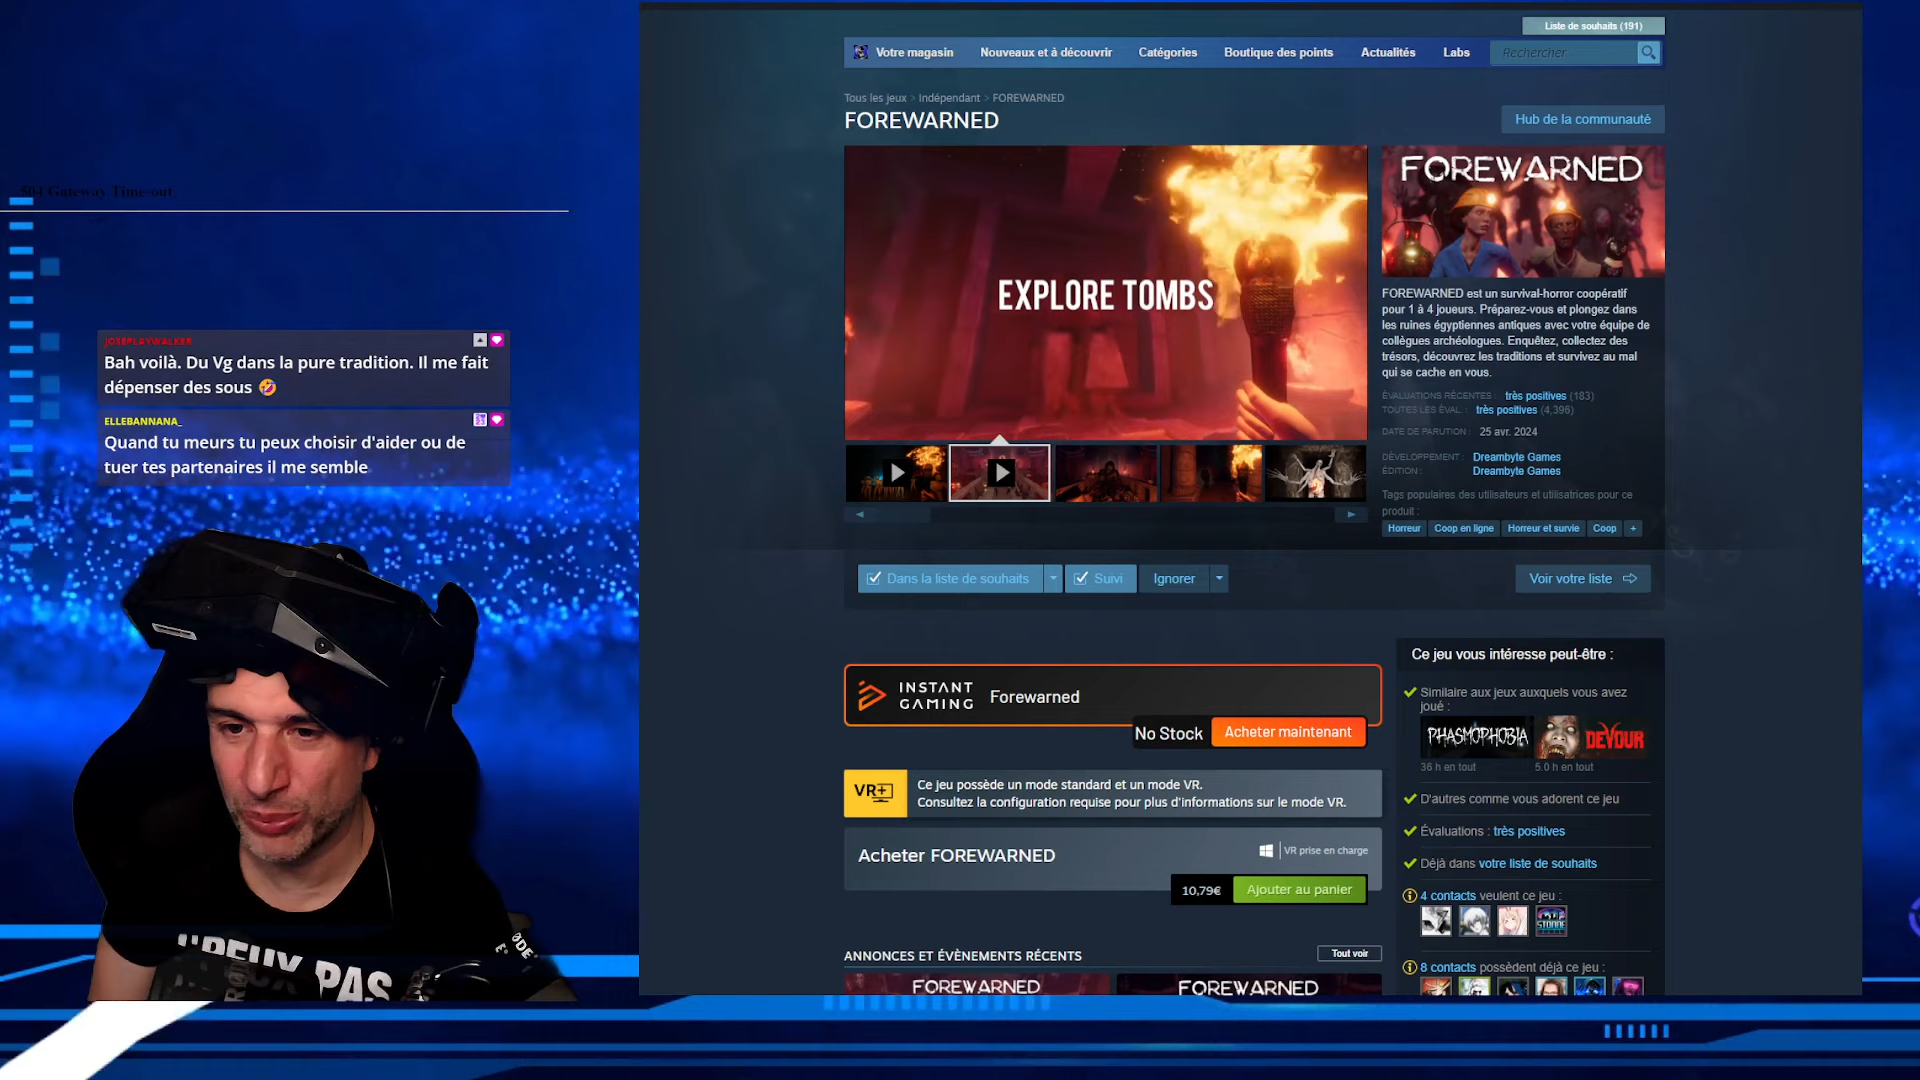 Liste de souhaits (191)
Votre magasin
Nouveaux et à découvrir
Catégories
Boutique des points
Actualités
Labs
Rechercher
Tous les jeux > Indépendant > FOREWARNED
FOREWARNED
Hub de la communauté
504 Gateway Time-out
EXPLORE TOMBS
FOREWARNED
FOREWARNED est un survival-horror coopératif
pour 1 à 4 joueurs. Préparez-vous et plongez dans
les ruines égyptiennes antiques avec votre équipe de
collègues archéologues. Enquêtez, collectez des
trésors, découvrez les traditions et survivez au mal
qui se cache en vous.
ÉVALUATIONS RÉCENTES : très positives (183)
TOUTES LES ÉVAL. : très positives (4,396)
DATE DE PARUTION : 25 avr. 2024
DÉVELOPPEMENT : Dreambyte Games
ÉDITION : Dreambyte Games
Tags populaires des utilisateurs et utilisatrices pour ce
produit :
Horreur
Coop en ligne
Horreur et survie
Coop
+
JOSEPLAYWALKER
Bah voilà. Du Vg dans la pure tradition. Il me fait
dépenser des sous 🤣
ELLEBANNANA_
Quand tu meurs tu peux choisir d'aider ou de
tuer tes partenaires il me semble
Dans la liste de souhaits
Suivi
Ignorer
Voir votre liste
INSTANT
GAMING
Forewarned
No Stock
Acheter maintenant
VR+
Ce jeu possède un mode standard et un mode VR.
Consultez la configuration requise pour plus d'informations sur le mode VR.
Acheter FOREWARNED
VR prise en charge
10,79€
Ajouter au panier
ANNONCES ET ÉVÈNEMENTS RÉCENTS
Tout voir
FOREWARNED
FOREWARNED
Ce jeu vous intéresse peut-être :
Similaire aux jeux auxquels vous avez
joué :
PHASMOPHOBIA
DEVOUR
36 h en tout
5.0 h en tout
D'autres comme vous adorent ce jeu
Évaluations : très positives
Déjà dans votre liste de souhaits
4 contacts veulent ce jeu :
8 contacts possèdent déjà ce jeu :
PEUX PAS